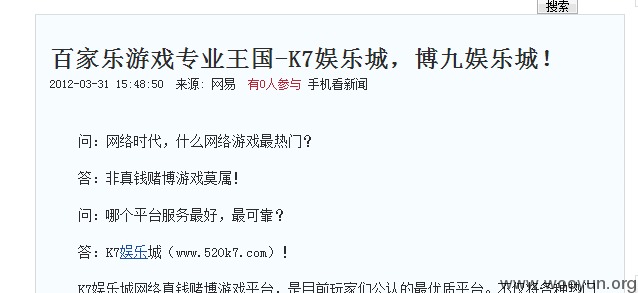 搜索
百家乐游戏专业王国-K7娱乐城，博九娱乐城！
2012-03-31 15:48:50 来源: 网易 有0人参与 手机看新闻
问：网络时代，什么网络游戏最热门？
答：非真钱赌博游戏莫属！
问：哪个平台服务最好，最可靠？
答：K7娱乐城（www.520k7.com）！
K7娱乐城网络真钱赌博游戏平台，是目前玩家们公认的最优质平台。
www.wooyun.org